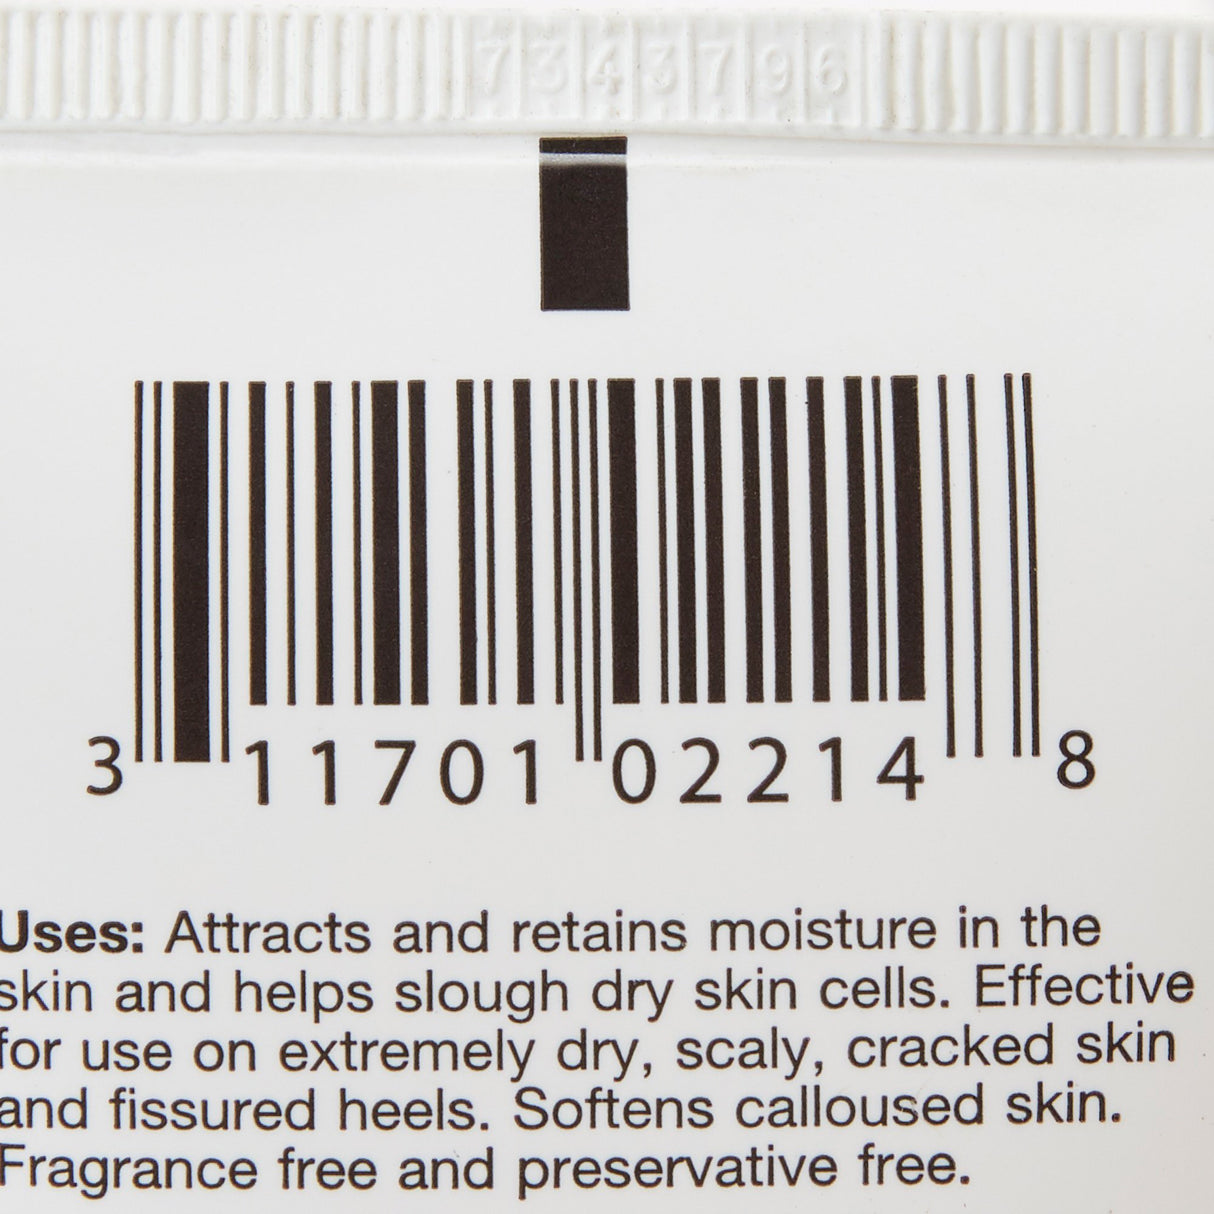 7343796
3 11701 02214 8
Uses: Attracts and retains moisture in the
skin and helps slough dry skin cells. Effective
for use on extremely dry, scaly, cracked skin
and fissured heels. Softens calloused skin.
Fragrance free and preservative free.